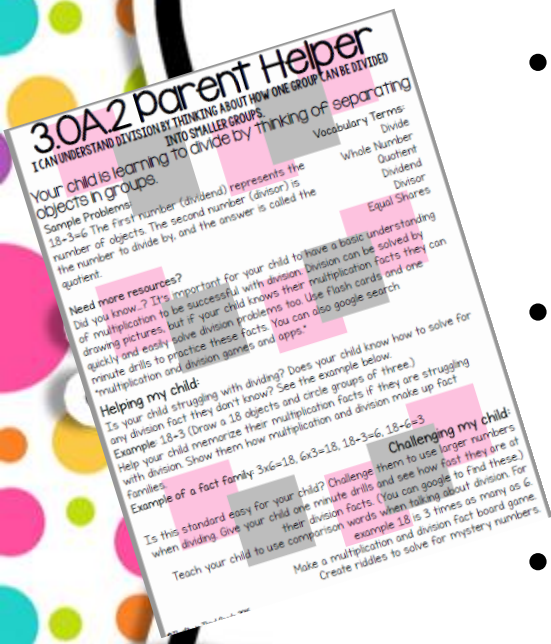 3.OA.2 Parent Helper
I CAN UNDERSTAND DIVISION BY THINKING ABOUT HOW ONE GROUP CAN BE DIVIDED
INTO SMALLER GROUPS.
Your child is learning to divide by thinking of separating
objects in groups.
Vocabulary Terms:
Divide
Whole Number
Quotient
Dividend
Divisor
Equal Shares
Sample Problems:
18÷3=6 The first number (dividend) represents the
number of objects. The second number (divisor) is
the number to divide by, and the answer is called the
quotient.
Need more resources?
Did you know...? It's important for your child to have a basic understanding
of multiplication to be successful with division. Division can be solved by
drawing pictures, but if your child knows their multiplication facts they can
quickly and easily solve division problems too. Use flash cards and one
minute drills to practice these facts. You can also google search
"multiplication and division games and apps."
Helping my child:
Is your child struggling with dividing? Does your child know how to solve for
any division fact they don't know? See the example below.
Example: 18÷3 (Draw a 18 objects and circle groups of three.)
Help your child memorize their multiplication facts if they are struggling
with division. Show them how multiplication and division make up fact
families.
Example of a fact family: 3x6=18, 6x3=18, 18÷3=6, 18÷6=3
Challenging my child:
Is this standard easy for your child? Challenge them to use larger numbers
when dividing. Give your child one minute drills and see how fast they are at
their division facts. (You can google to find these.)
Teach your child to use comparison words when talking about division. For
example 18 is 3 times as many as 6.
Make a multiplication and division fact board game.
Create riddles to solve for mystery numbers.